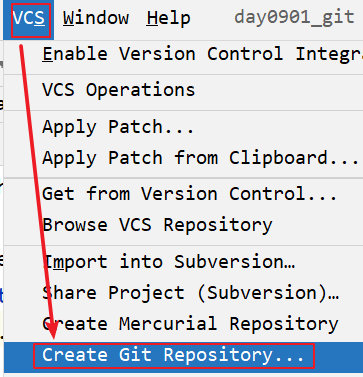 VCS Window Help day0901_git
Enable Version Control Integra
VCS Operations
Apply Patch...
Apply Patch from Clipboard...
Get from Version Control...
Browse VCS Repository
Import into Subversion…
Share Project (Subversion)…
Create Mercurial Repository
Create Git Repository...